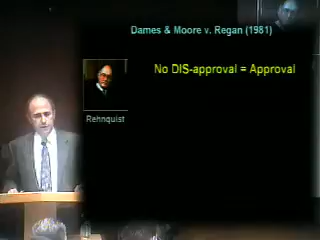 Dames & Moore v. Regan (1981)
No DIS-approval = Approval
Rehnquist